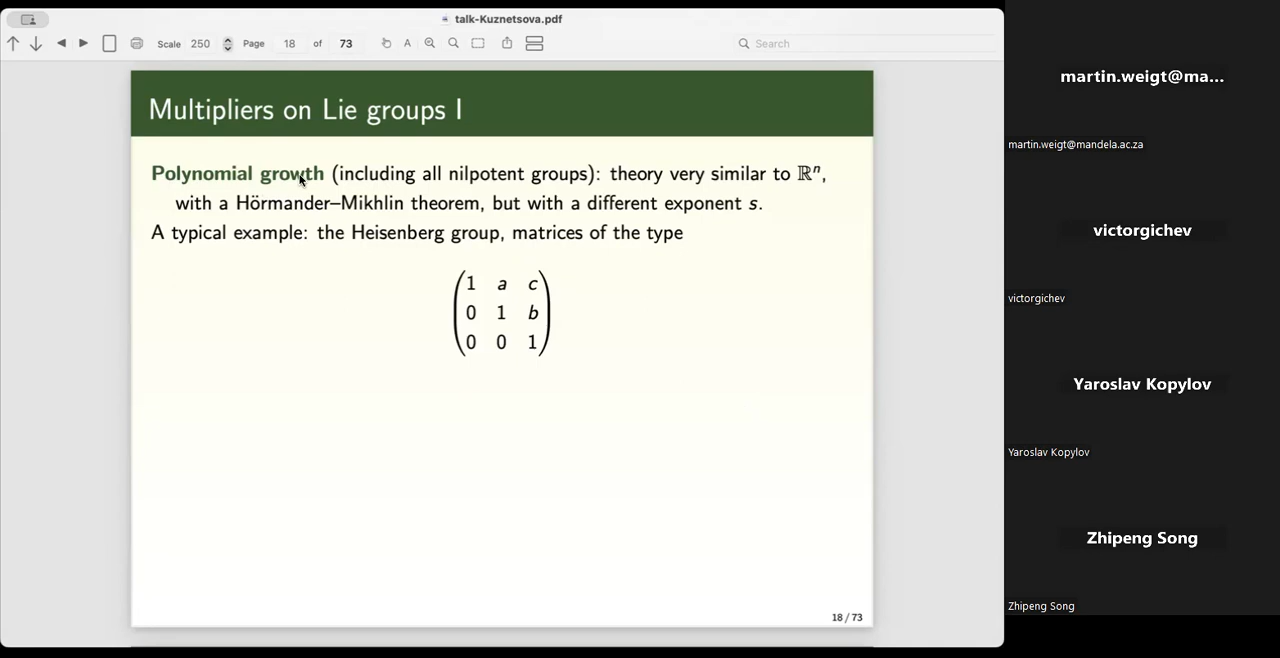 talk-Kuznetsova.pdf
Scale 250 Page 18 of 73 A Search
Multipliers on Lie groups I
Polynomial growth (including all nilpotent groups): theory very similar to ℝⁿ,
with a Hörmander–Mikhlin theorem, but with a different exponent s.
A typical example: the Heisenberg group, matrices of the type
1 a c
0 1 b
0 0 1
18 / 73
martin.weigt@ma...
martin.weigt@mandela.ac.za
victorgichev
victorgichev
Yaroslav Kopylov
Yaroslav Kopylov
Zhipeng Song
Zhipeng Song